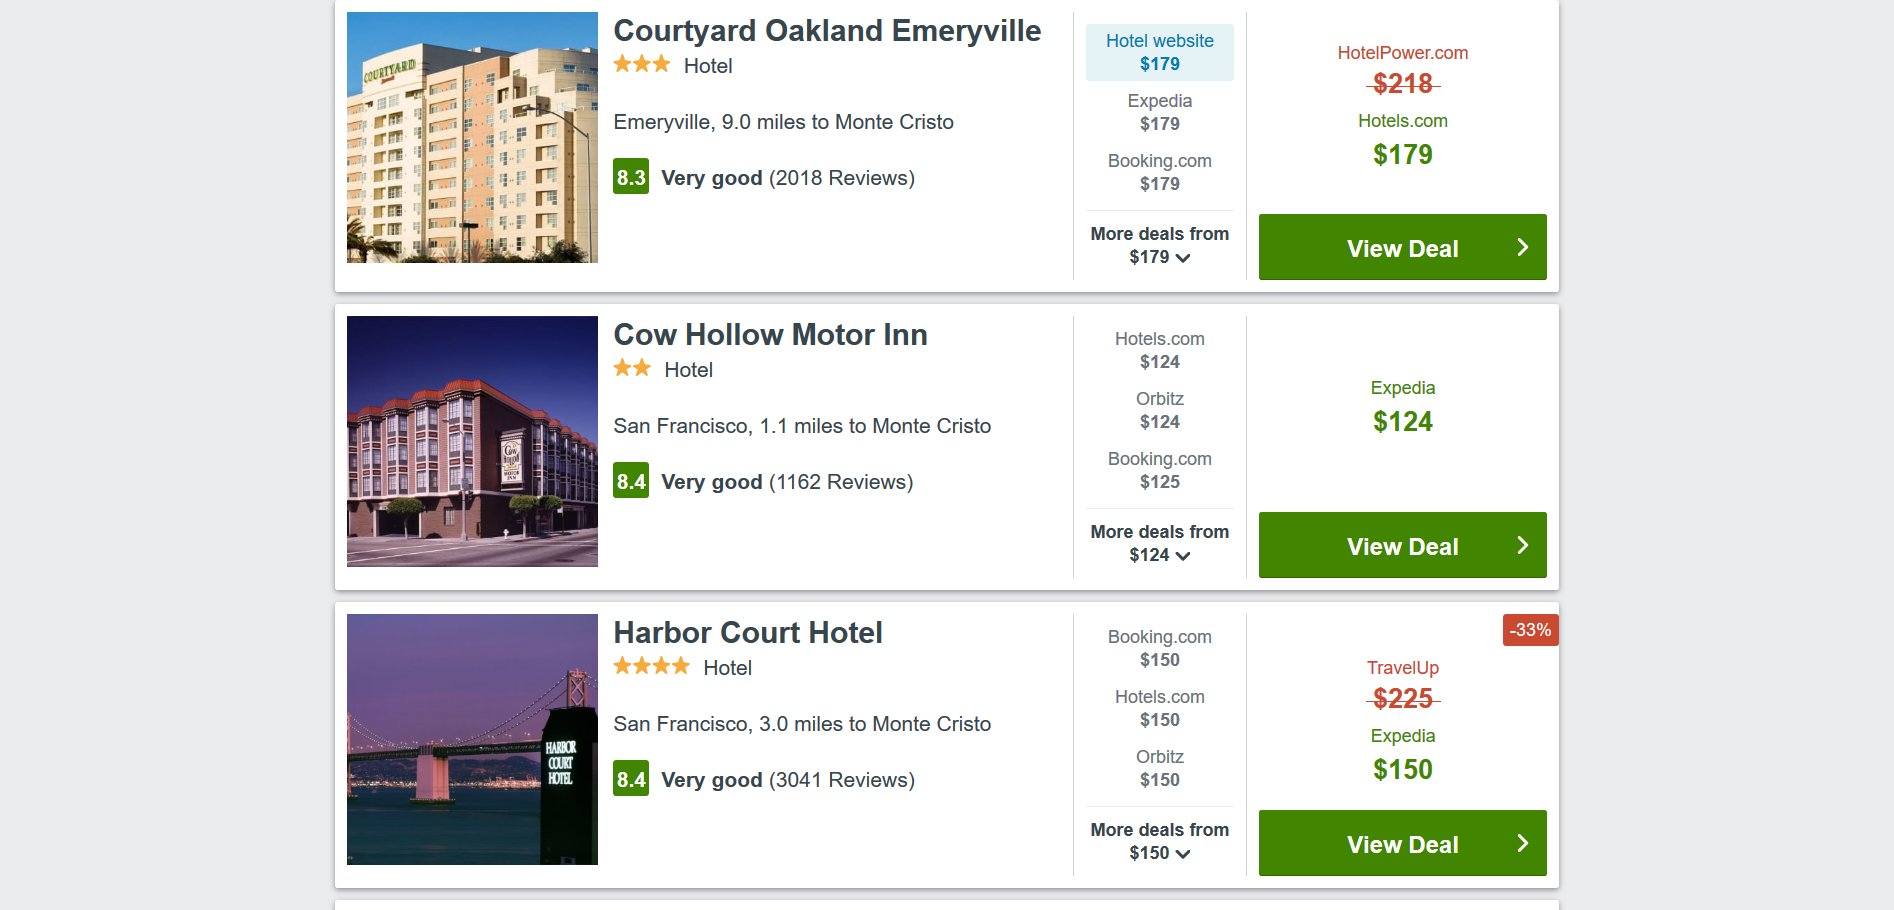 COURTYARD
Courtyard Oakland Emeryville
Hotel
Emeryville, 9.0 miles to Monte Cristo
8.3 Very good (2018 Reviews)
Hotel website
$179
Expedia
$179
Booking.com
$179
More deals from
$179
HotelPower.com
$218
Hotels.com
$179
View Deal
Cow Hollow
MOTOR
INN
Cow Hollow Motor Inn
Hotel
San Francisco, 1.1 miles to Monte Cristo
8.4 Very good (1162 Reviews)
Hotels.com
$124
Orbitz
$124
Booking.com
$125
More deals from
$124
Expedia
$124
View Deal
HARBOR
COURT
HOTEL
Harbor Court Hotel
Hotel
San Francisco, 3.0 miles to Monte Cristo
8.4 Very good (3041 Reviews)
Booking.com
$150
Hotels.com
$150
Orbitz
$150
More deals from
$150
-33%
TravelUp
$225
Expedia
$150
View Deal